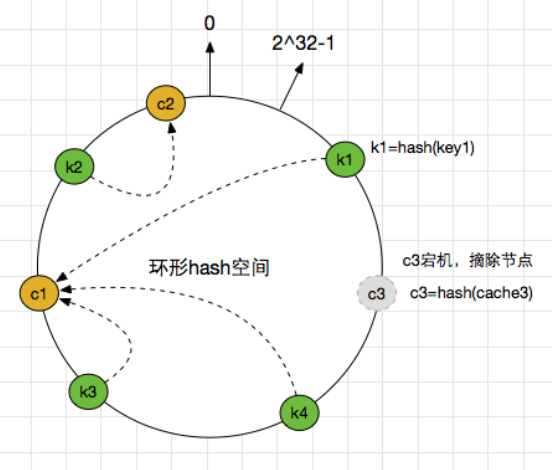 0
2^32-1
c2
k2
k1
k1=hash(key1)
环形hash空间
c3宕机，摘除节点
c1
c3
c3=hash(cache3)
k3
k4